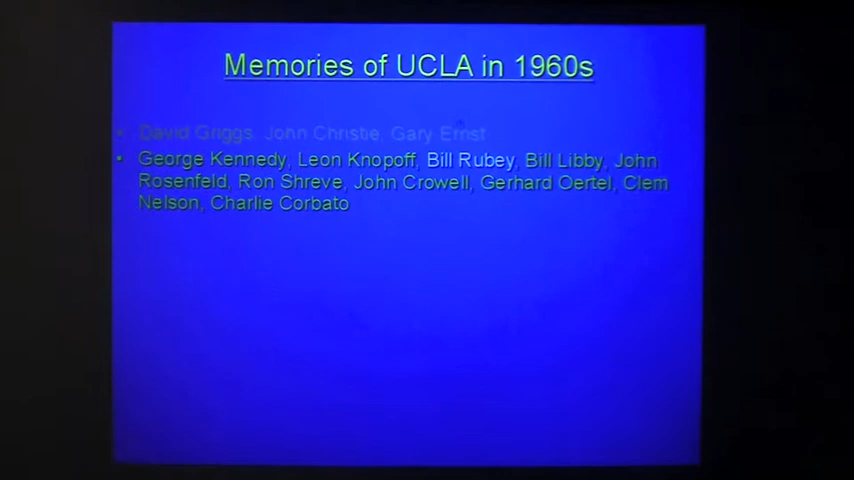 Memories of UCLA in 1960s
• David Griggs, John Christie, Gary Ernst
• George Kennedy, Leon Knopoff, Bill Rubey, Bill Libby, John
Rosenfeld, Ron Shreve, John Crowell, Gerhard Oertel, Clem
Nelson, Charlie Corbato